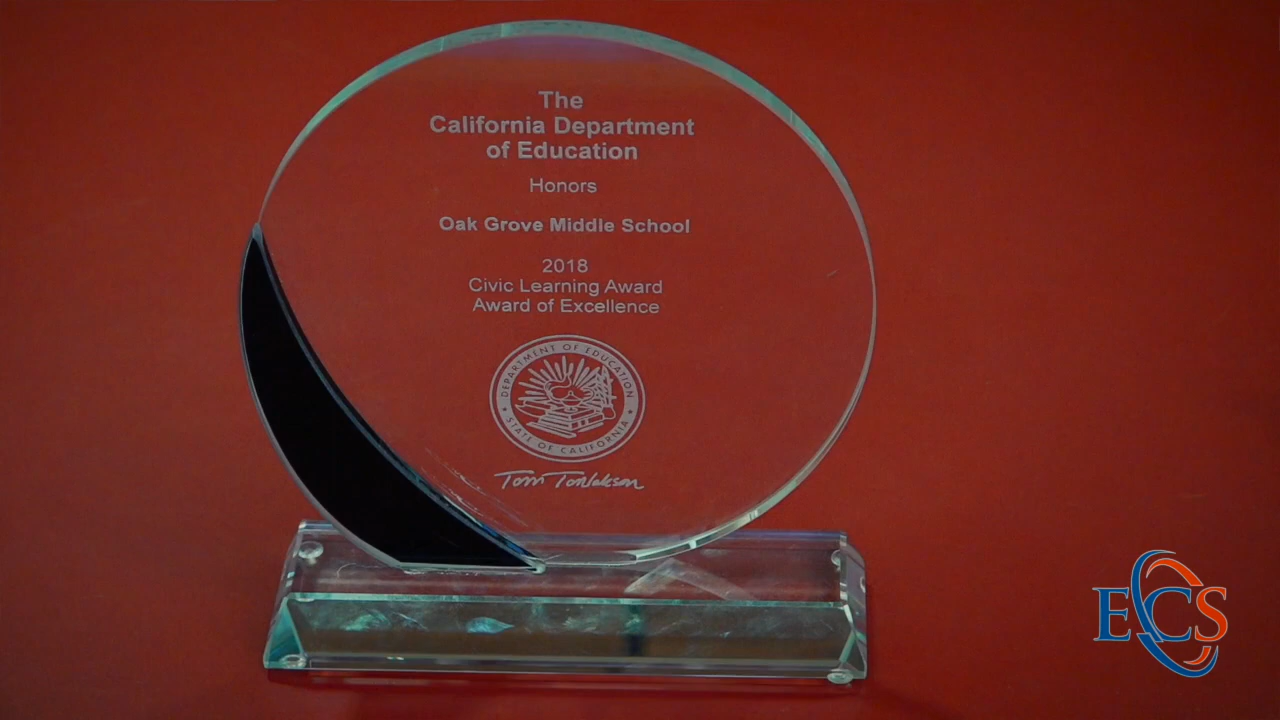 The
California Department
of Education
Honors
Oak Grove Middle School
2018
Civic Learning Award
Award of Excellence
DEPARTMENT OF EDUCATION
STATE OF CALIFORNIA
Tom Torlakson
ECS